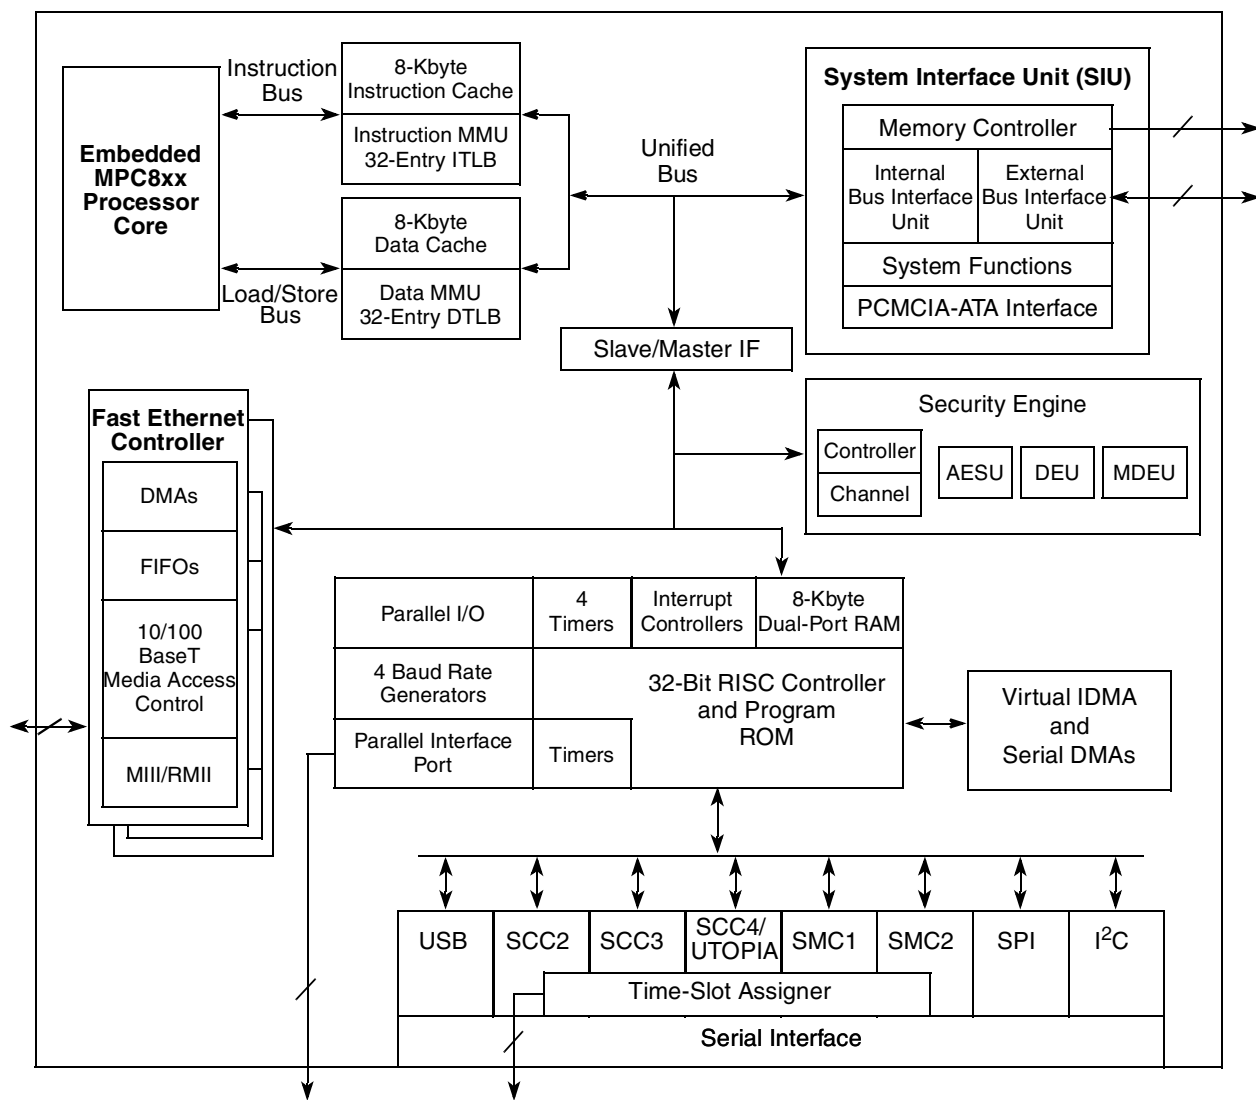 Embedded
MPC8xx
Processor
Core
Instruction
Bus
8-Kbyte
Instruction Cache
Instruction MMU
32-Entry ITLB
8-Kbyte
Data Cache
Data MMU
32-Entry DTLB
Load/Store
Bus
Unified
Bus
System Interface Unit (SIU)
Memory Controller
Internal
Bus Interface
Unit
External
Bus Interface
Unit
System Functions
PCMCIA-ATA Interface
Slave/Master IF
Security Engine
Controller
Channel
AESU
DEU
MDEU
Fast Ethernet
Controller
DMAs
FIFOs
10/100
BaseT
Media Access
Control
MIII/RMII
Parallel I/O
4
Timers
Interrupt
Controllers
8-Kbyte
Dual-Port RAM
4 Baud Rate
Generators
Parallel Interface
Port
Timers
32-Bit RISC Controller
and Program
ROM
Virtual IDMA
and
Serial DMAs
USB
SCC2
SCC3
SCC4/
UTOPIA
SMC1
SMC2
SPI
I²C
Time-Slot Assigner
Serial Interface